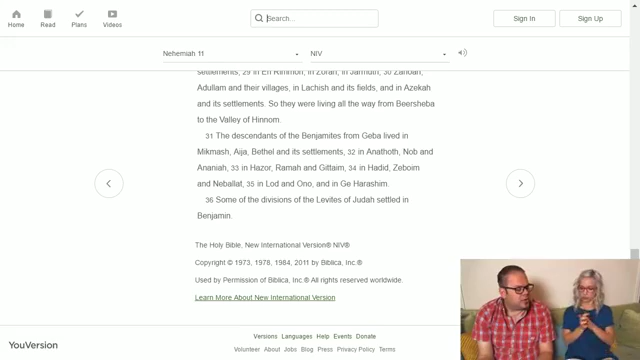 Home
Read
Plans
Videos
Search...
Sign In
Sign Up
Nehemiah 11
NIV
settlements, 29 in En Rimmon, in Zorah, in Jarmuth, 30 Zanoah,
Adullam and their villages, in Lachish and its fields, and in Azekah
and its settlements. So they were living all the way from Beersheba
to the Valley of Hinnom.
31 The descendants of the Benjamites from Geba lived in
Mikmash, Aija, Bethel and its settlements, 32 in Anathoth, Nob and
Ananiah, 33 in Hazor, Ramah and Gittaim, 34 in Hadid, Zeboim
and Neballat, 35 in Lod and Ono, and in Ge Harashim.
36 Some of the divisions of the Levites of Judah settled in
Benjamin.
The Holy Bible, New International Version® NIV®
Copyright © 1973, 1978, 1984, 2011 by Biblica, Inc.®
Used by Permission of Biblica, Inc.® All rights reserved worldwide.
Learn More About New International Version
YouVersion
Versions Languages Help Events Donate
Volunteer About Jobs Blog Press Privacy Policy Terms